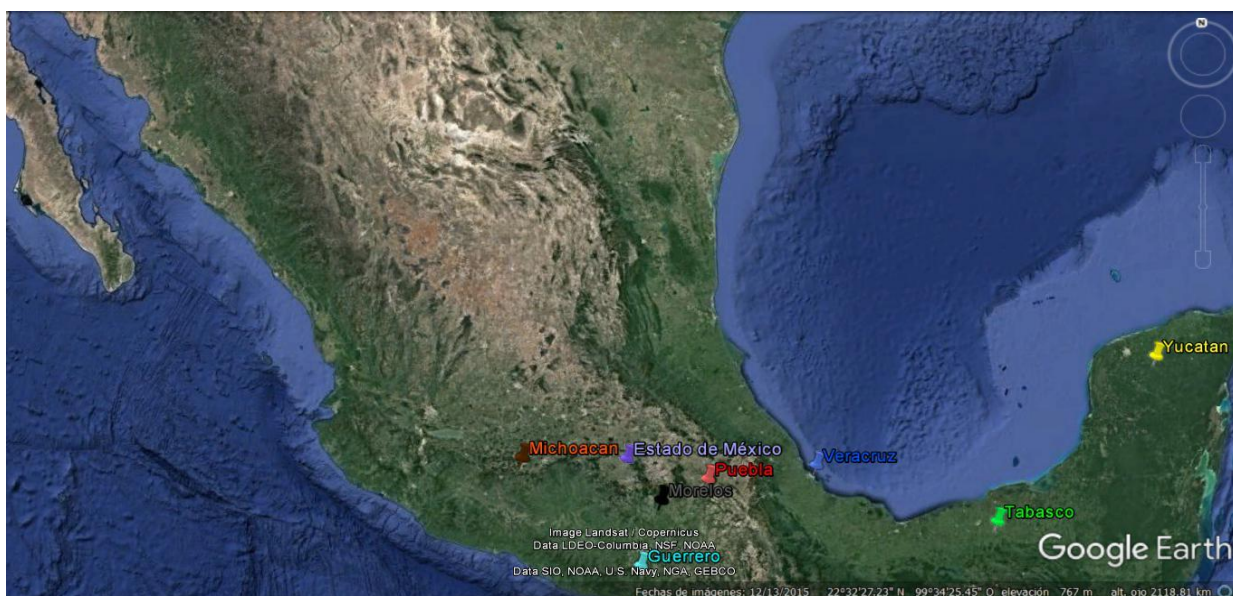 N
Yucatan
Michoacan
Estado de México
Veracruz
Puebla
Morelos
Tabasco
Image Landsat / Copernicus
Data LDEO-Columbia, NSF, NOAA
Guerrero
Data SIO, NOAA, U.S. Navy, NGA, GEBCO
Google Earth
Fechas de imágenes: 12/13/2015 22°32'27.23" N 99°34'25.45" O elevación 767 m alt. ojo 2118.81 km